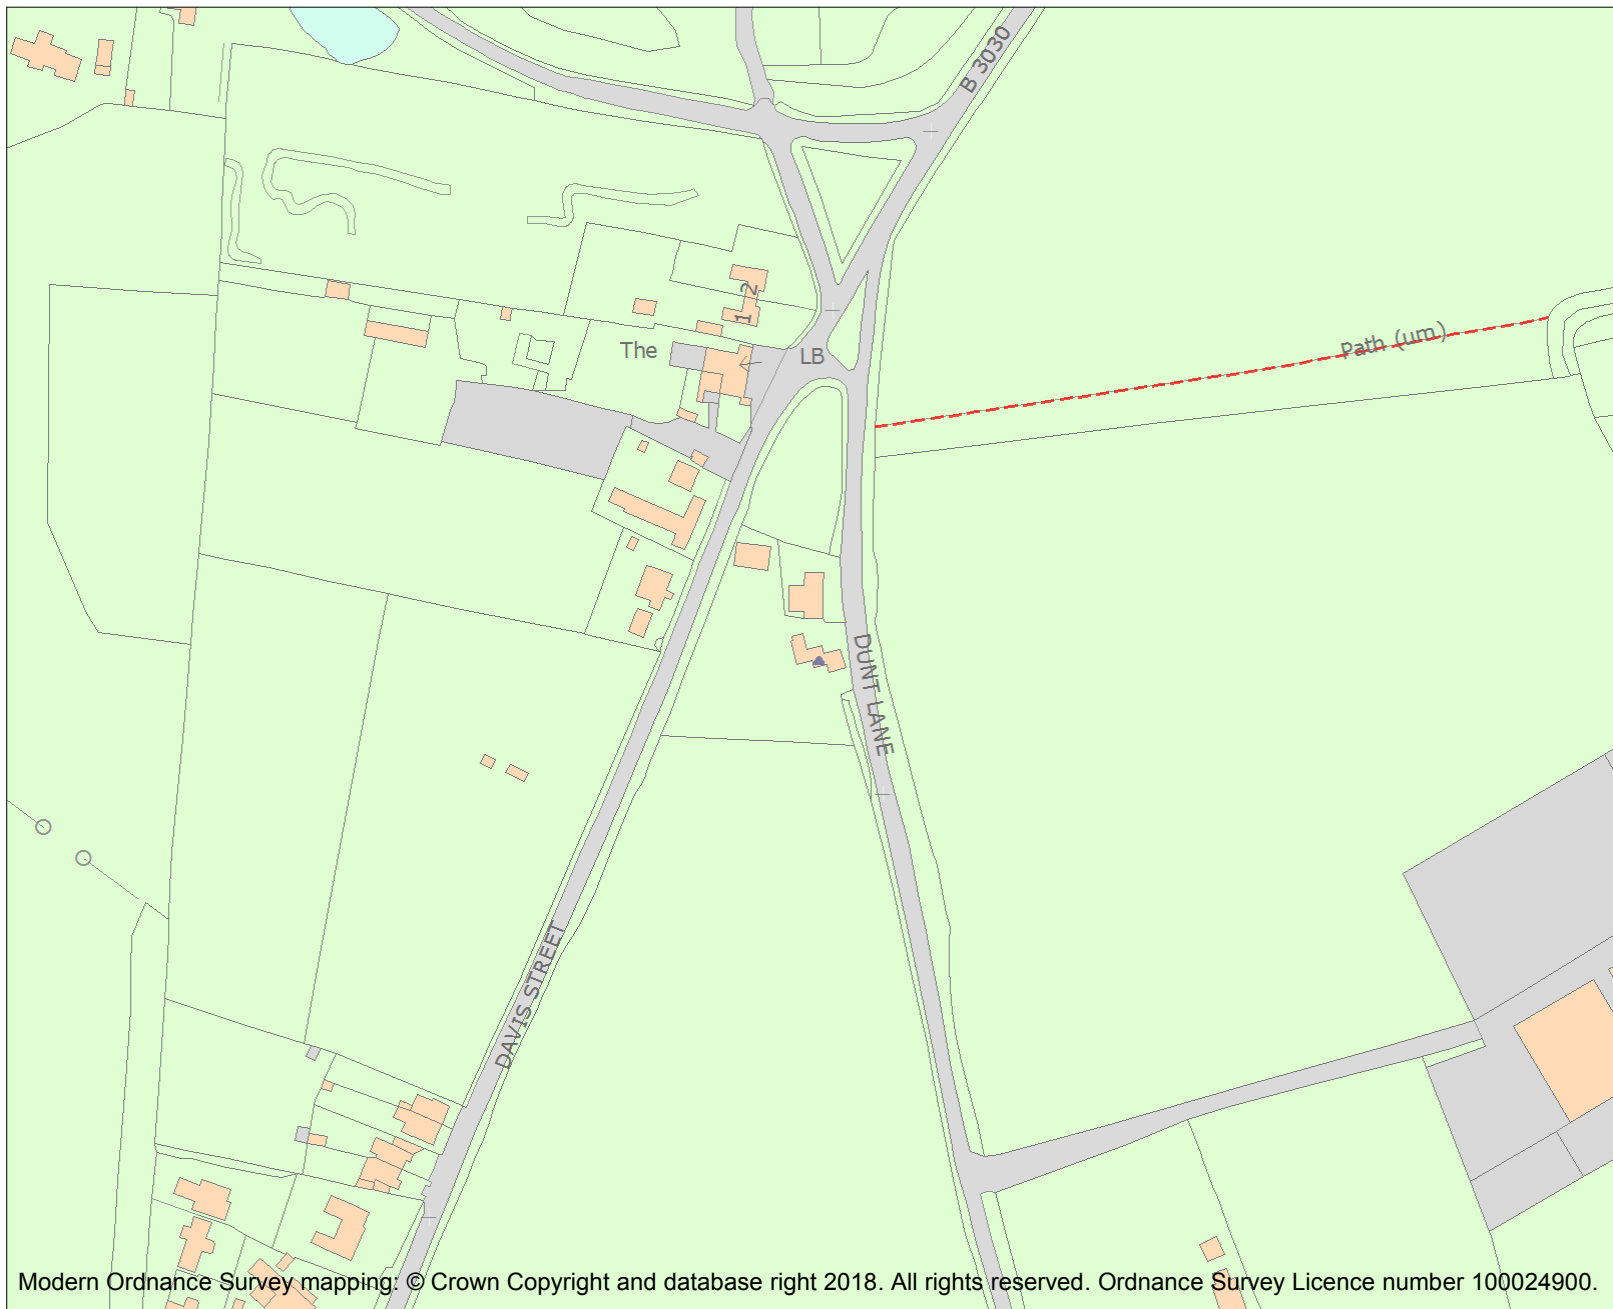 B 3030
2
1
The
LB
Path (um)
DUNT LANE
DAVIS STREET
Modern Ordnance Survey mapping: © Crown Copyright and database right 2018. All rights reserved. Ordnance Survey Licence number 100024900.